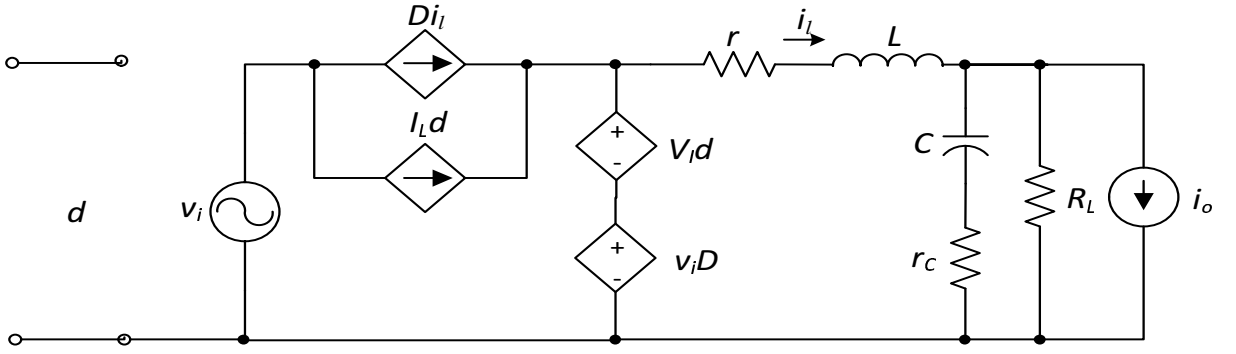 Di_l
I_Ld
r
i_l
L
+
-
V_Id
C
R_L
i_o
d
v_i
+
-
v_iD
r_C